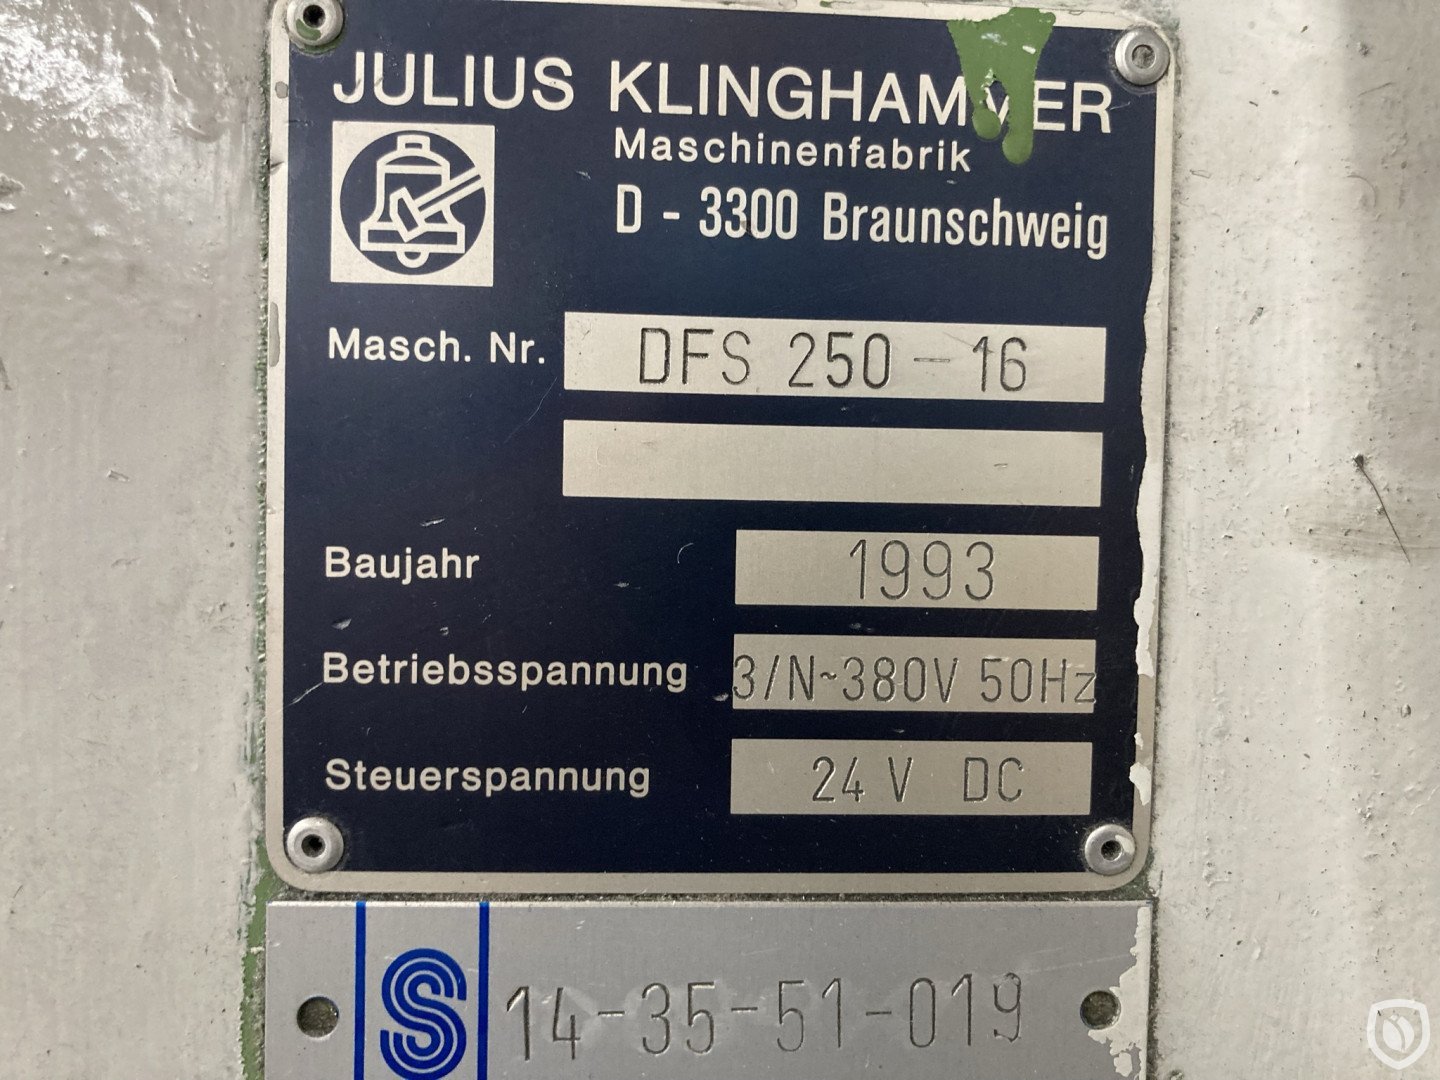 JULIUS KLINGHAMMER
Maschinenfabrik
D - 3300 Braunschweig
Masch. Nr. DFS 250 - 16
Baujahr 1993
Betriebsspannung 3/N~380V 50Hz
Steuerspannung 24 V DC
S 14-35-51-019